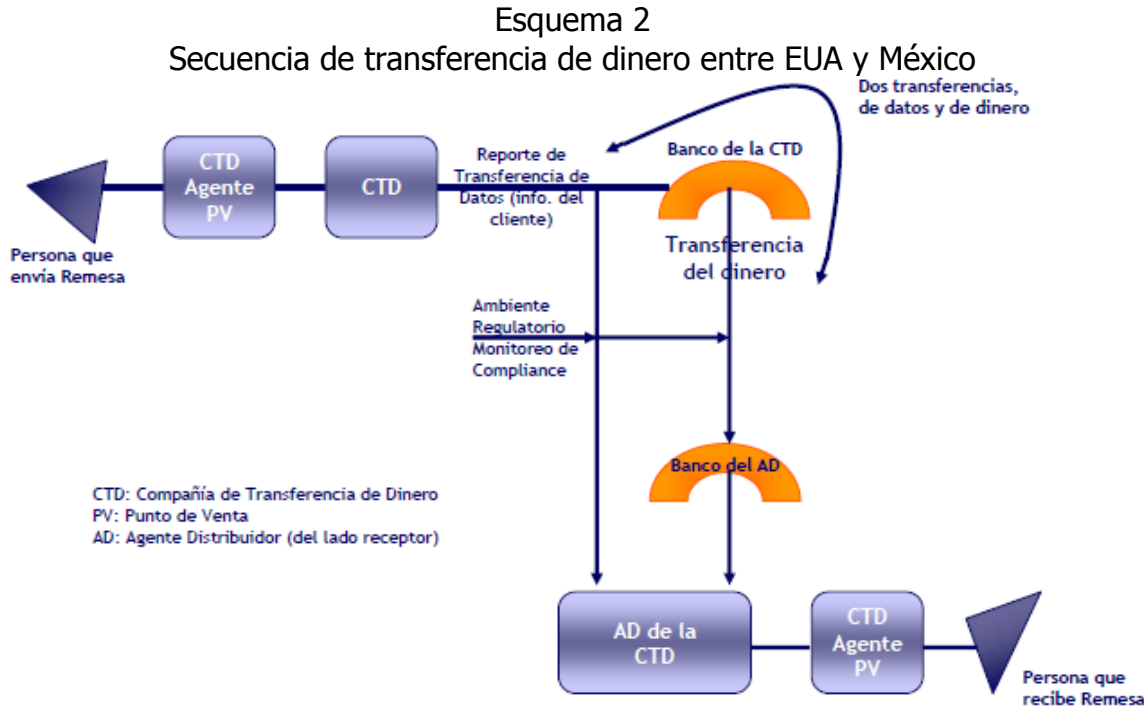 Esquema 2
Secuencia de transferencia de dinero entre EUA y México
Dos transferencias,
de datos y de dinero
Banco de la CTD
CTD
Agente
PV
CTD
Reporte de
Transferencia de
Datos (info. del
cliente)
Persona que
envía Remesa
Transferencia
del dinero
Ambiente
Regulatorio
Monitoreo de
Compliance
Banco del AD
CTD: Compañía de Transferencia de Dinero
PV: Punto de Venta
AD: Agente Distribuidor (del lado receptor)
AD de la
CTD
CTD
Agente
PV
Persona que
recibe Remesa